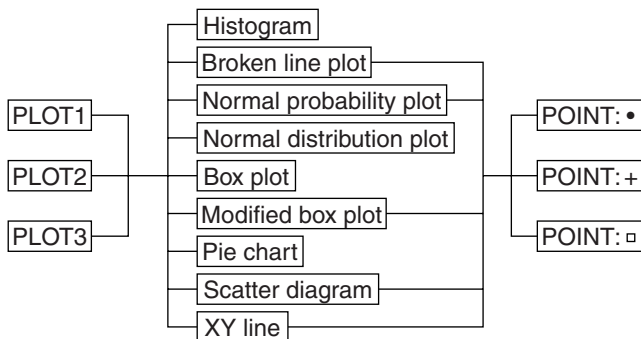 PLOT1
PLOT2
PLOT3
Histogram
Broken line plot
Normal probability plot
Normal distribution plot
Box plot
Modified box plot
Pie chart
Scatter diagram
XY line
POINT: •
POINT: +
POINT: □